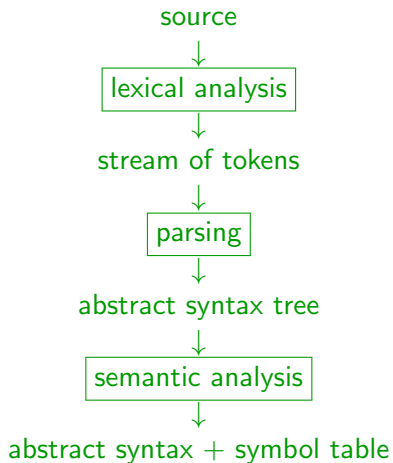 source
lexical analysis
stream of tokens
parsing
abstract syntax tree
semantic analysis
abstract syntax + symbol table